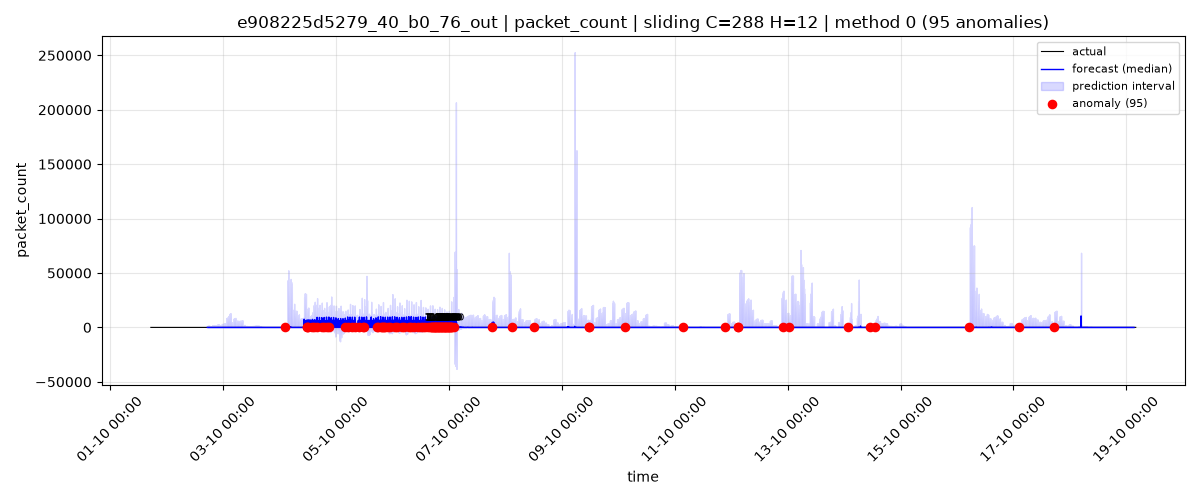 e908225d5279_40_b0_76_out | packet_count | sliding C=288 H=12 | method 0 (95 anomalies)
actual
forecast (median)
prediction interval
anomaly (95)
packet_count
250000
200000
150000
100000
50000
0
−50000
01-10 00:00
03-10 00:00
05-10 00:00
07-10 00:00
09-10 00:00
11-10 00:00
13-10 00:00
15-10 00:00
17-10 00:00
19-10 00:00
time